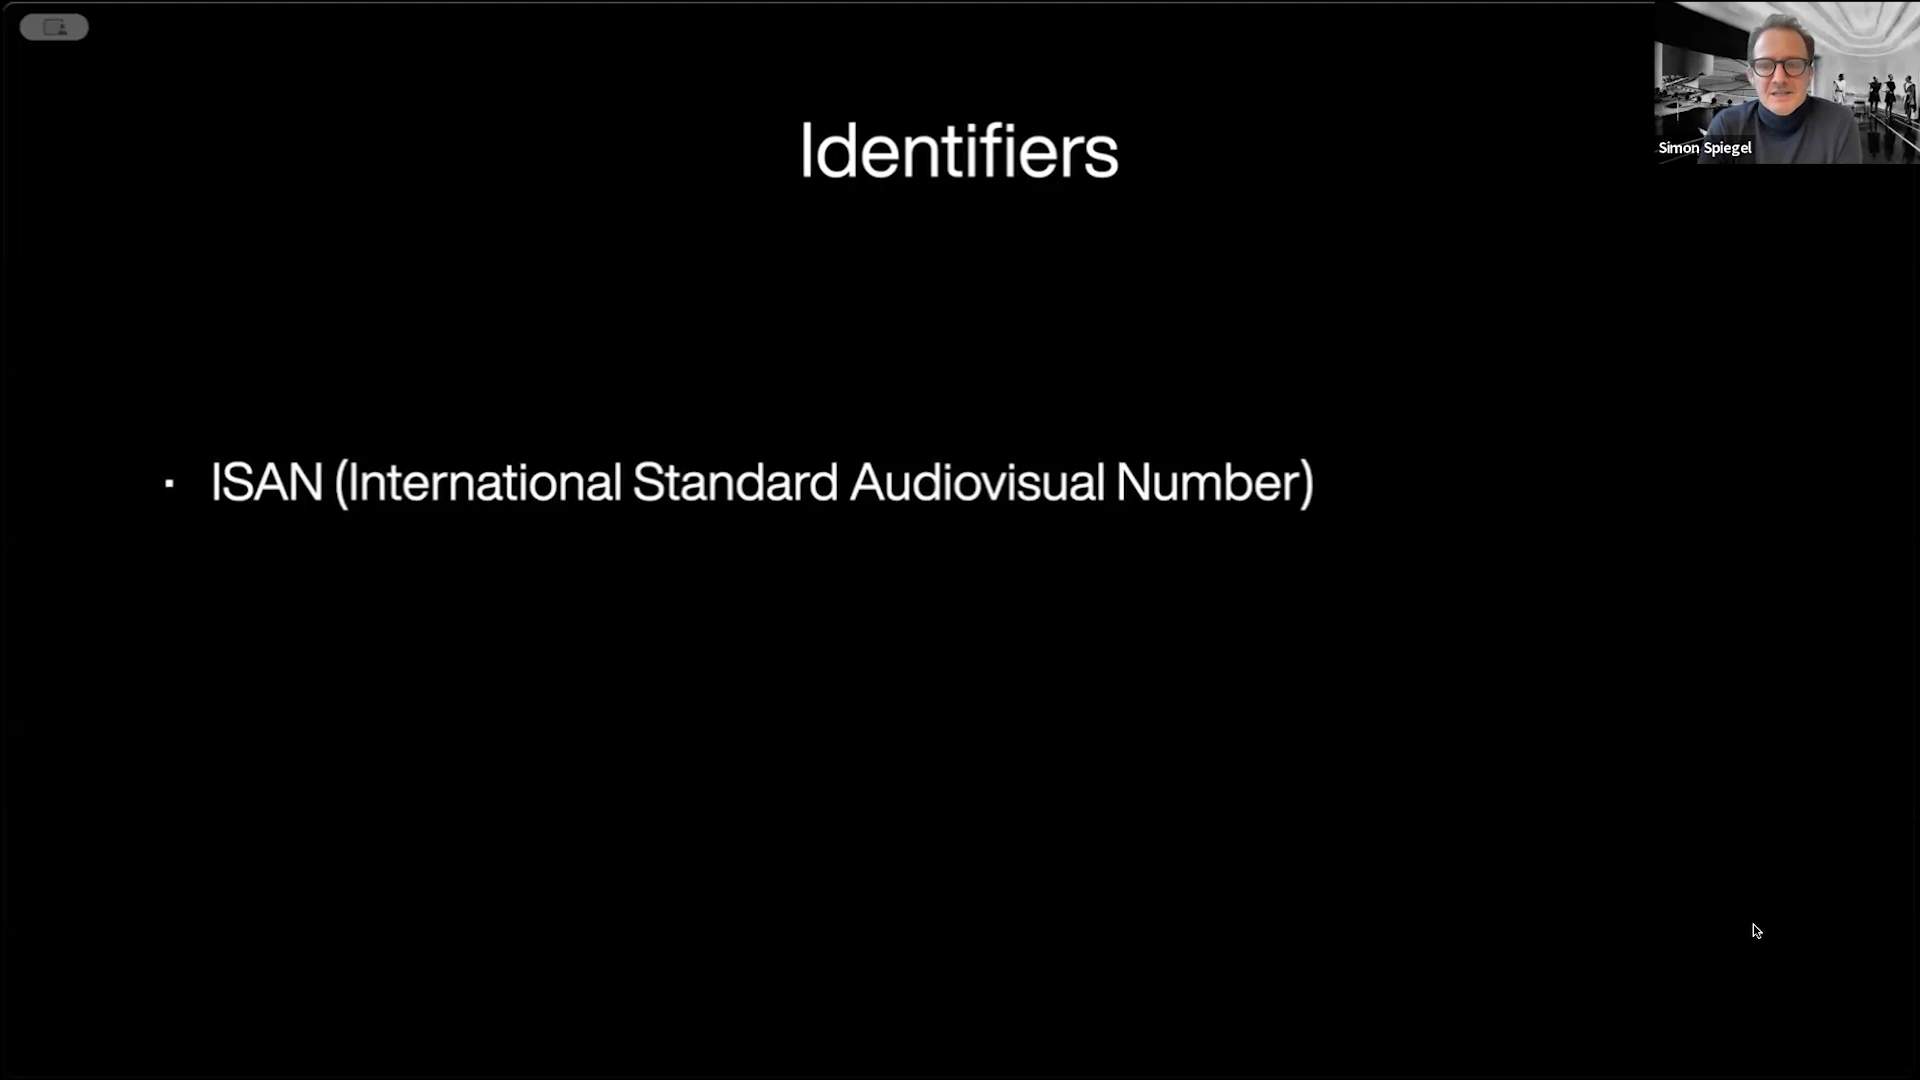 Identifiers
Simon Spiegel
· ISAN (International Standard Audiovisual Number)